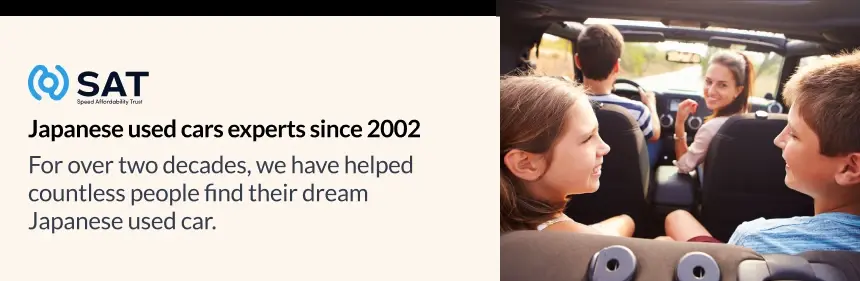 SAT
Speed Affordability Trust
Japanese used cars experts since 2002
For over two decades, we have helped
countless people find their dream
Japanese used car.